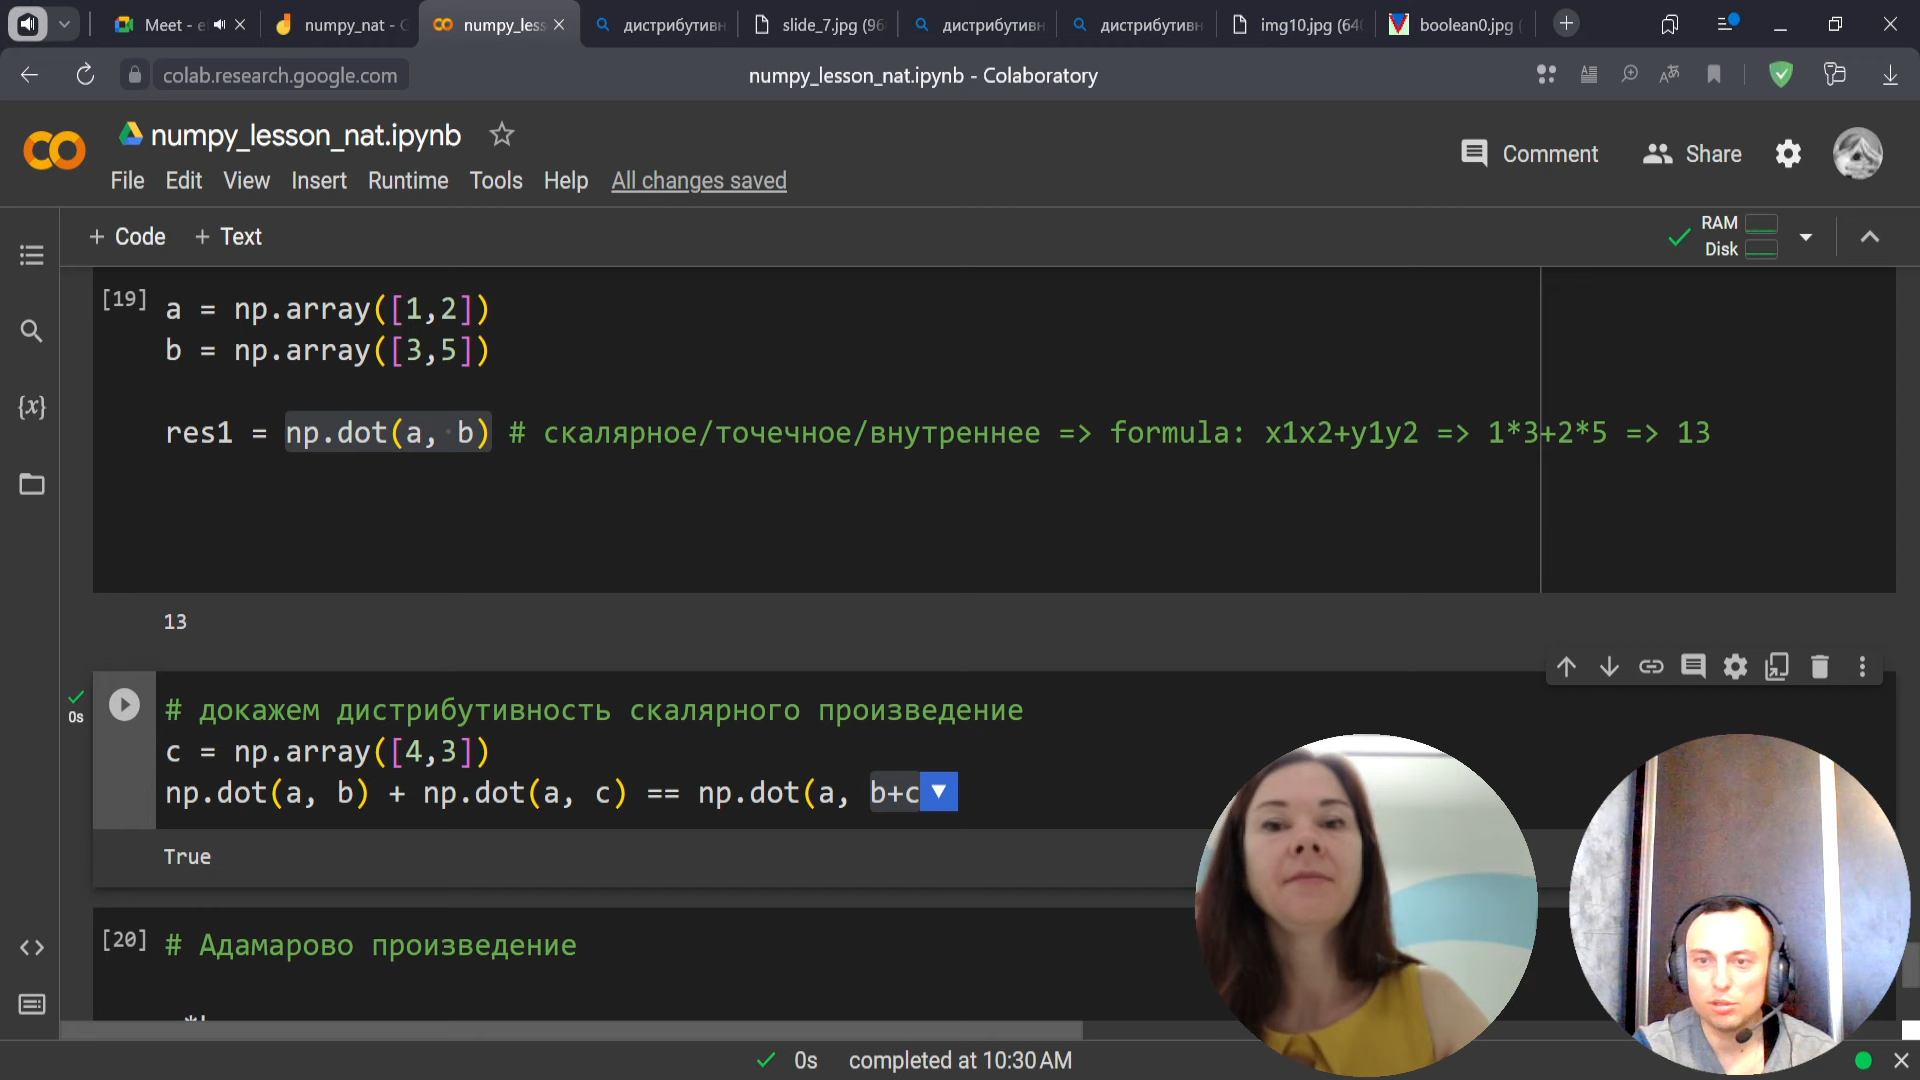 Meet - e
numpy_nat - G
numpy_less
дистрибутивн
slide_7.jpg (96
дистрибутивн
дистрибутивн
img10.jpg (64
boolean0.jpg (
colab.research.google.com
numpy_lesson_nat.ipynb - Colaboratory
numpy_lesson_nat.ipynb
Comment
Share
File Edit View Insert Runtime Tools Help All changes saved
+ Code + Text
RAM
Disk
[19] a = np.array([1,2])
b = np.array([3,5])
res1 = np.dot(a, b) # скалярное/точечное/внутреннее => formula: x1x2+y1y2 => 1*3+2*5 => 13
13
0s
# докажем дистрибутивность скалярного произведение
c = np.array([4,3])
np.dot(a, b) + np.dot(a, c) == np.dot(a, b+c
True
[20] # Адамарово произведение
0s completed at 10:30 AM